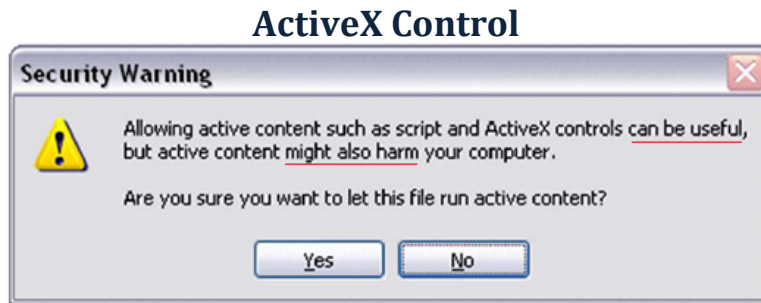 ActiveX Control
Security Warning
Allowing active content such as script and ActiveX controls can be useful,
but active content might also harm your computer.
Are you sure you want to let this file run active content?
Yes
No